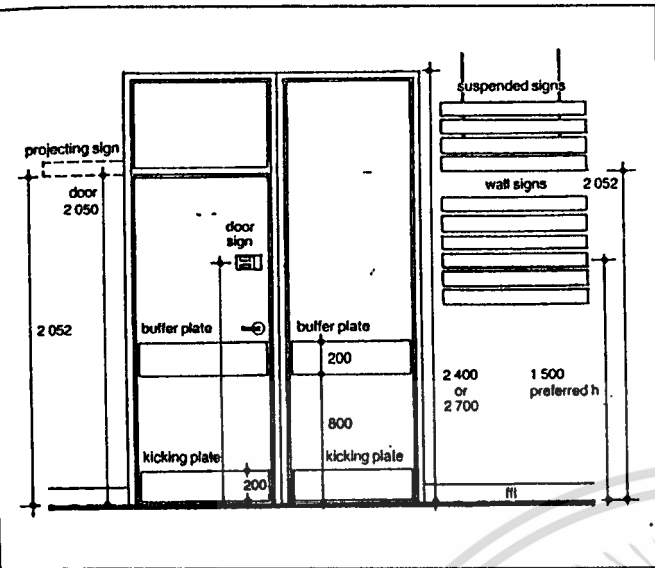 suspended signs
projecting sign
wall signs
2 052
door
2 050
door
sign
2 052
buffer plate
buffer plate
200
2 400
or
2 700
1 500
preferred h
800
kicking plate
kicking plate
200
ffl